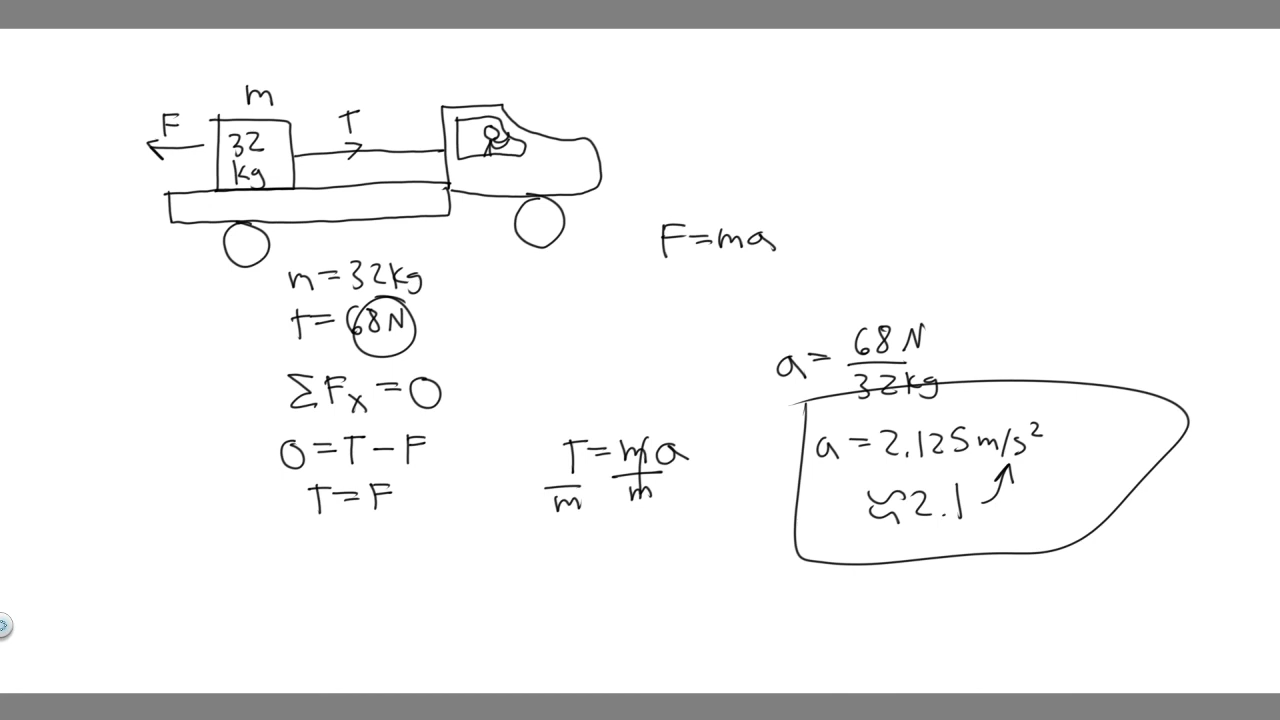 m
F
T
32
kg
F=ma
m=32kg
T=68N
ΣFx=0
0=T-F
T=F
T=ma
m m
a=68N
32kg
a=2.125m/s²
≈2.1